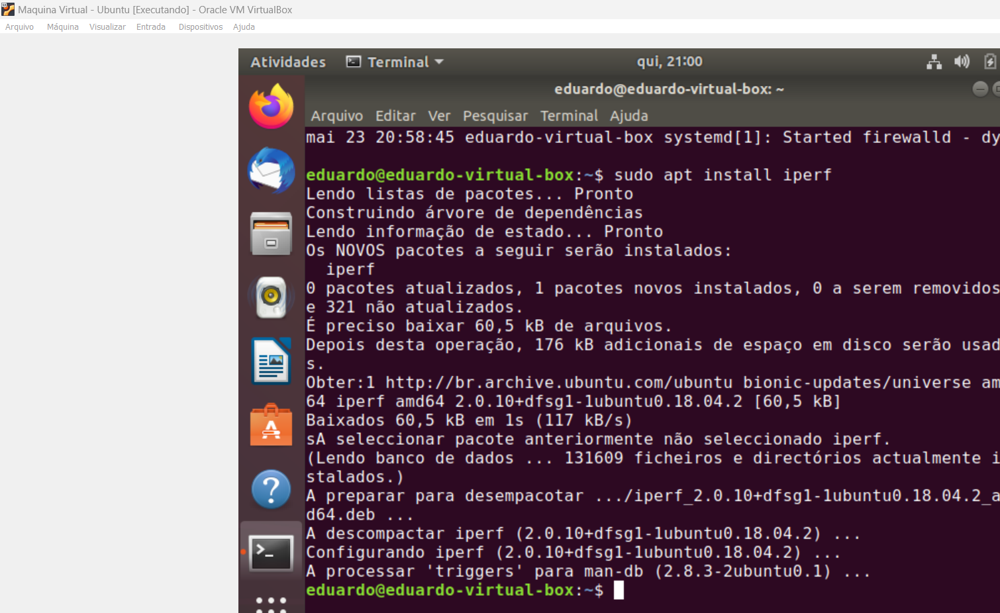 Maquina Virtual - Ubuntu [Executando] - Oracle VM VirtualBox
Arquivo Máquina Visualizar Entrada Dispositivos Ajuda
Atividades Terminal qui, 21:00
eduardo@eduardo-virtual-box: ~
Arquivo Editar Ver Pesquisar Terminal Ajuda
mai 23 20:58:45 eduardo-virtual-box systemd[1]: Started firewalld - dy
eduardo@eduardo-virtual-box:~$ sudo apt install iperf
Lendo listas de pacotes... Pronto
Construindo árvore de dependências
Lendo informação de estado... Pronto
Os NOVOS pacotes a seguir serão instalados:
iperf
0 pacotes atualizados, 1 pacotes novos instalados, 0 a serem removidos
e 321 não atualizados.
É preciso baixar 60,5 kB de arquivos.
Depois desta operação, 176 kB adicionais de espaço em disco serão usad
s.
Obter:1 http://br.archive.ubuntu.com/ubuntu bionic-updates/universe am
64 iperf amd64 2.0.10+dfsg1-1ubuntu0.18.04.2 [60,5 kB]
Baixados 60,5 kB em 1s (117 kB/s)
sA seleccionar pacote anteriormente não seleccionado iperf.
(Lendo banco de dados ... 131609 ficheiros e directórios actualmente i
stalados.)
A preparar para desempacotar .../iperf_2.0.10+dfsg1-1ubuntu0.18.04.2_a
d64.deb ...
A descompactar iperf (2.0.10+dfsg1-1ubuntu0.18.04.2) ...
Configurando iperf (2.0.10+dfsg1-1ubuntu0.18.04.2) ...
A processar 'triggers' para man-db (2.8.3-2ubuntu0.1) ...
eduardo@eduardo-virtual-box:~$